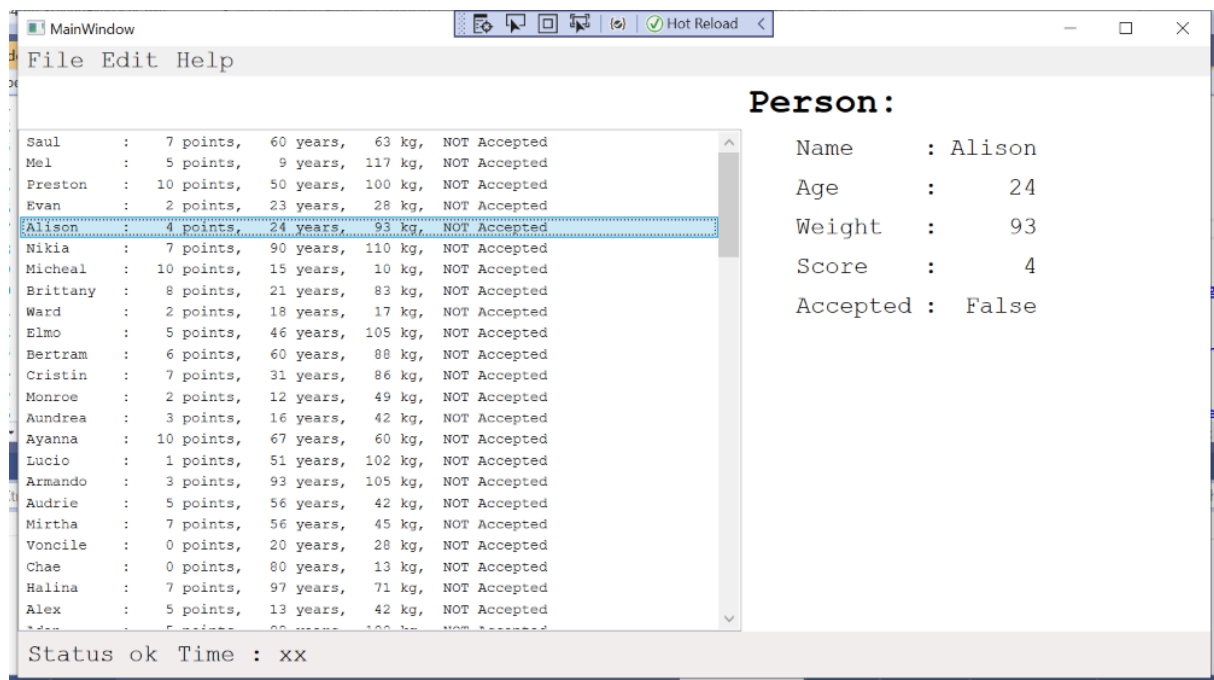 MainWindow
Hot Reload
File Edit Help
Person:
Saul : 7 points, 60 years, 63 kg, NOT Accepted
Mel : 5 points, 9 years, 117 kg, NOT Accepted
Preston : 10 points, 50 years, 100 kg, NOT Accepted
Evan : 2 points, 23 years, 28 kg, NOT Accepted
Alison : 4 points, 24 years, 93 kg, NOT Accepted
Nikia : 7 points, 90 years, 110 kg, NOT Accepted
Micheal : 10 points, 15 years, 10 kg, NOT Accepted
Brittany : 8 points, 21 years, 83 kg, NOT Accepted
Ward : 2 points, 18 years, 17 kg, NOT Accepted
Elmo : 5 points, 46 years, 105 kg, NOT Accepted
Bertram : 6 points, 60 years, 88 kg, NOT Accepted
Cristin : 7 points, 31 years, 86 kg, NOT Accepted
Monroe : 2 points, 12 years, 49 kg, NOT Accepted
Aundrea : 3 points, 16 years, 42 kg, NOT Accepted
Ayanna : 10 points, 67 years, 60 kg, NOT Accepted
Lucio : 1 points, 51 years, 102 kg, NOT Accepted
Armando : 3 points, 93 years, 105 kg, NOT Accepted
Audrie : 5 points, 56 years, 42 kg, NOT Accepted
Mirtha : 7 points, 56 years, 45 kg, NOT Accepted
Voncile : 0 points, 20 years, 28 kg, NOT Accepted
Chae : 0 points, 80 years, 13 kg, NOT Accepted
Halina : 7 points, 97 years, 71 kg, NOT Accepted
Alex : 5 points, 13 years, 42 kg, NOT Accepted
Name : Alison
Age : 24
Weight : 93
Score : 4
Accepted : False
Status ok Time : xx